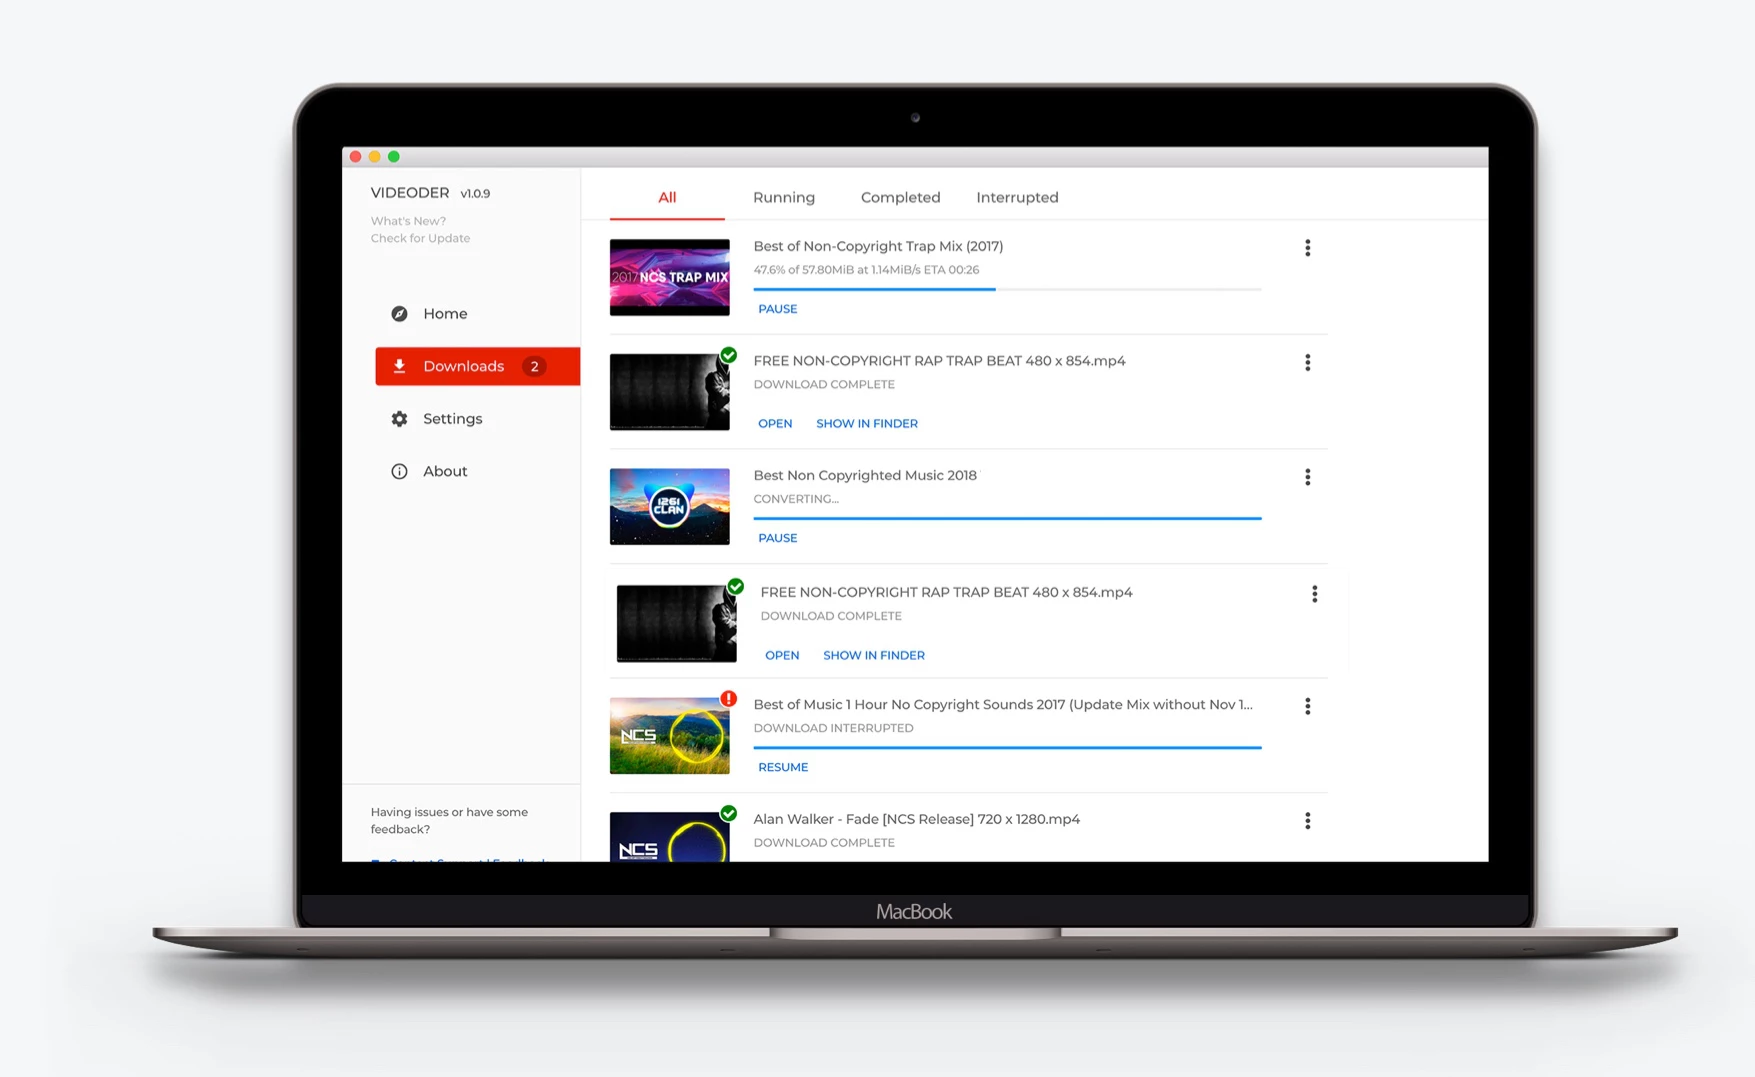 VIDEODER v1.0.9
What's New?
Check for Update
Home
Downloads 2
Settings
About
Having issues or have some
feedback?
All Running Completed Interrupted
2017 NCS TRAP MIX
Best of Non-Copyright Trap Mix (2017)
47.6% of 57.80MiB at 1.14MiB/s ETA 00:26
PAUSE
FREE NON-COPYRIGHT RAP TRAP BEAT 480 x 854.mp4
DOWNLOAD COMPLETE
OPEN SHOW IN FINDER
1261
CLAN
Best Non Copyrighted Music 2018
CONVERTING...
PAUSE
FREE NON-COPYRIGHT RAP TRAP BEAT 480 x 854.mp4
DOWNLOAD COMPLETE
OPEN SHOW IN FINDER
NCS
Best of Music 1 Hour No Copyright Sounds 2017 (Update Mix without Nov 1...
DOWNLOAD INTERRUPTED
RESUME
NCS
Alan Walker - Fade [NCS Release] 720 x 1280.mp4
DOWNLOAD COMPLETE
MacBook